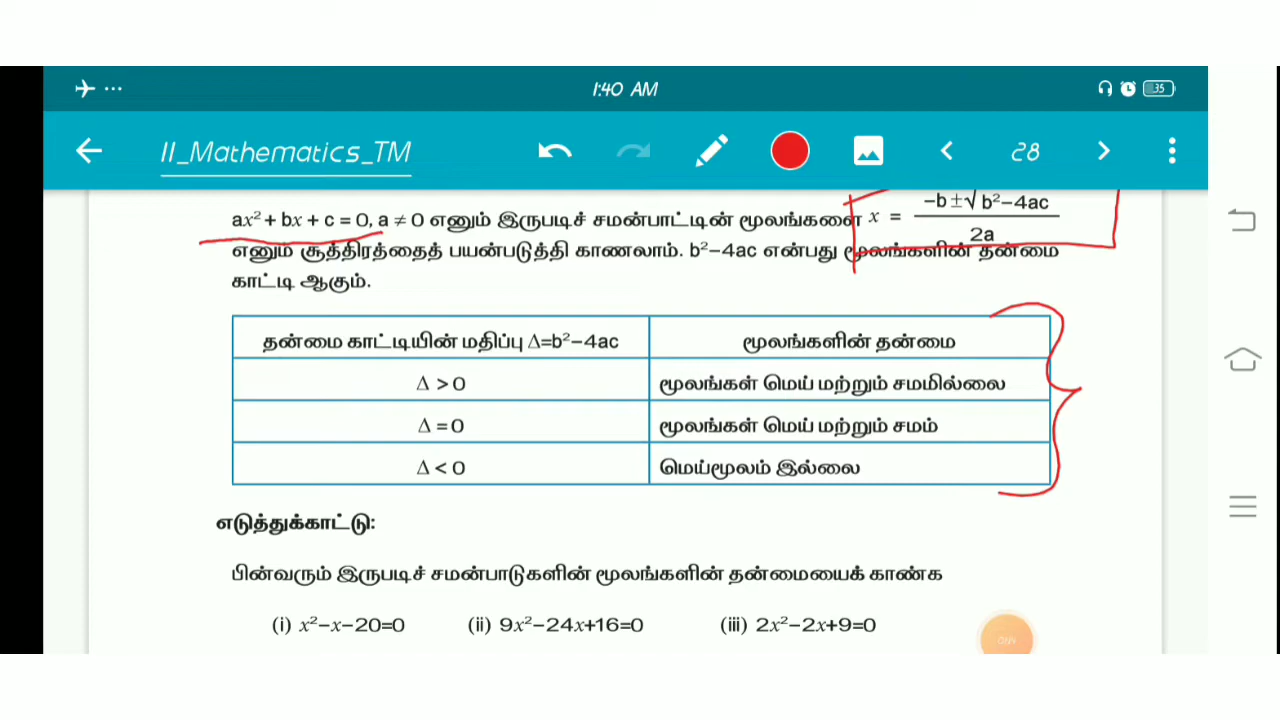 1:40 AM
35
II_Mathematics_TM
28
ax² + bx + c = 0, a ≠ 0 எனும் இருபடிச் சமன்பாட்டின் மூலங்களை x = -b ± √ b²−4ac / 2a
எனும் சூத்திரத்தைத் பயன்படுத்தி காணலாம். b²−4ac என்பது மூலங்களின் தன்மை
காட்டி ஆகும்.
தன்மை காட்டியின் மதிப்பு Δ=b²−4ac மூலங்களின் தன்மை
Δ > 0 மூலங்கள் மெய் மற்றும் சமமில்லை
Δ = 0 மூலங்கள் மெய் மற்றும் சமம்
Δ < 0 மெய்மூலம் இல்லை
எடுத்துக்காட்டு:
பின்வரும் இருபடிச் சமன்பாடுகளின் மூலங்களின் தன்மையைக் காண்க
(i) x²−x−20=0 (ii) 9x²−24x+16=0 (iii) 2x²−2x+9=0